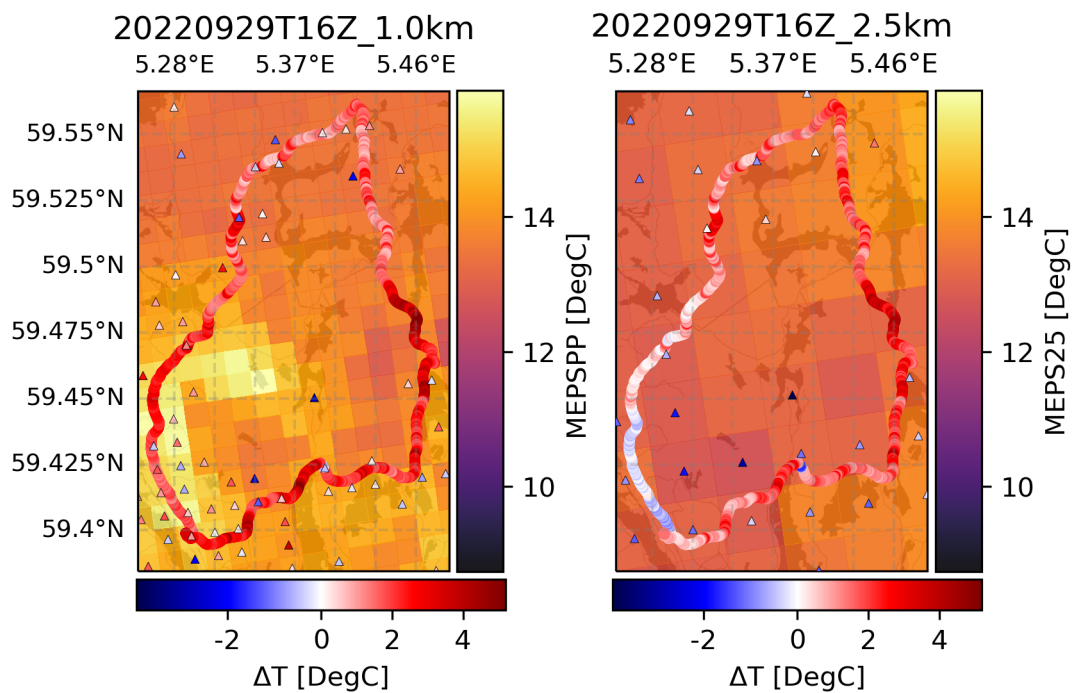 20220929T16Z_1.0km
5.28°E 5.37°E 5.46°E
59.55°N
59.525°N
59.5°N
59.475°N
59.45°N
59.425°N
59.4°N
14
12
10
MEPSPP [DegC]
-2 0 2 4
ΔT [DegC]
20220929T16Z_2.5km
5.28°E 5.37°E 5.46°E
14
12
10
MEPS25 [DegC]
-2 0 2 4
ΔT [DegC]